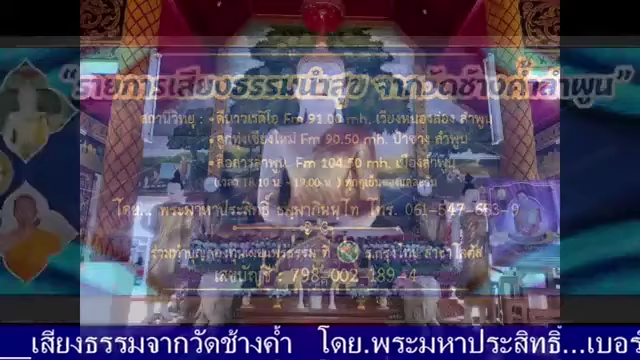 “รายการเสียงธรรมนำสุข จากวัดช้างค้ำลำพูน”
สถานีวิทยุ : • Fm 91.00 mh. เวียงหนองล่อง ลำพูน
• ลูกทุ่งเชียงใหม่ Fm 90.50 mh. ป่าซาง ลำพูน
• สื่อสารลำพูน Fm 104.50 mh. เมืองลำพูน
(เวลา 18.10 น. - 19.00 น.)
โดย... พระมหาประสิทธิ์ โทร. 061-547-653-9
เลขบัญชี : 798-002-189-4
เสียงธรรมจากวัดช้างค้ำ โดย.พระมหาประสิทธิ์...เบอร์